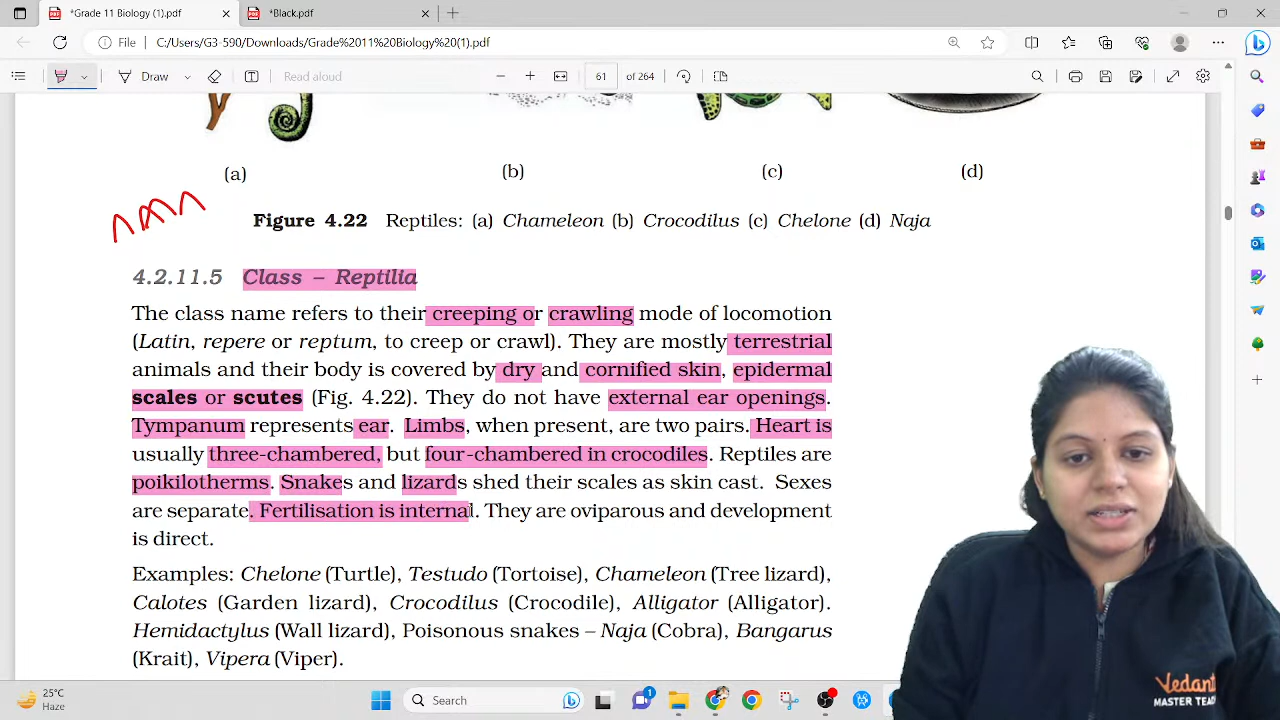 *Grade 11 Biology (1).pdf
*Black.pdf
File C:/Users/G3-590/Downloads/Grade%2011%20Biology%20(1).pdf
Draw Read aloud 61 of 264
(a) (b) (c) (d)
Figure 4.22 Reptiles: (a) Chameleon (b) Crocodilus (c) Chelone (d) Naja
4.2.11.5 Class – Reptilia
The class name refers to their creeping or crawling mode of locomotion
(Latin, repere or reptum, to creep or crawl). They are mostly terrestrial
animals and their body is covered by dry and cornified skin, epidermal
scales or scutes (Fig. 4.22). They do not have external ear openings.
Tympanum represents ear. Limbs, when present, are two pairs. Heart is
usually three-chambered, but four-chambered in crocodiles. Reptiles are
poikilotherms. Snakes and lizards shed their scales as skin cast. Sexes
are separate. Fertilisation is internal. They are oviparous and development
is direct.
Examples: Chelone (Turtle), Testudo (Tortoise), Chameleon (Tree lizard),
Calotes (Garden lizard), Crocodilus (Crocodile), Alligator (Alligator).
Hemidactylus (Wall lizard), Poisonous snakes – Naja (Cobra), Bangarus
(Krait), Vipera (Viper).
MASTER
25°C
Haze
Search
1